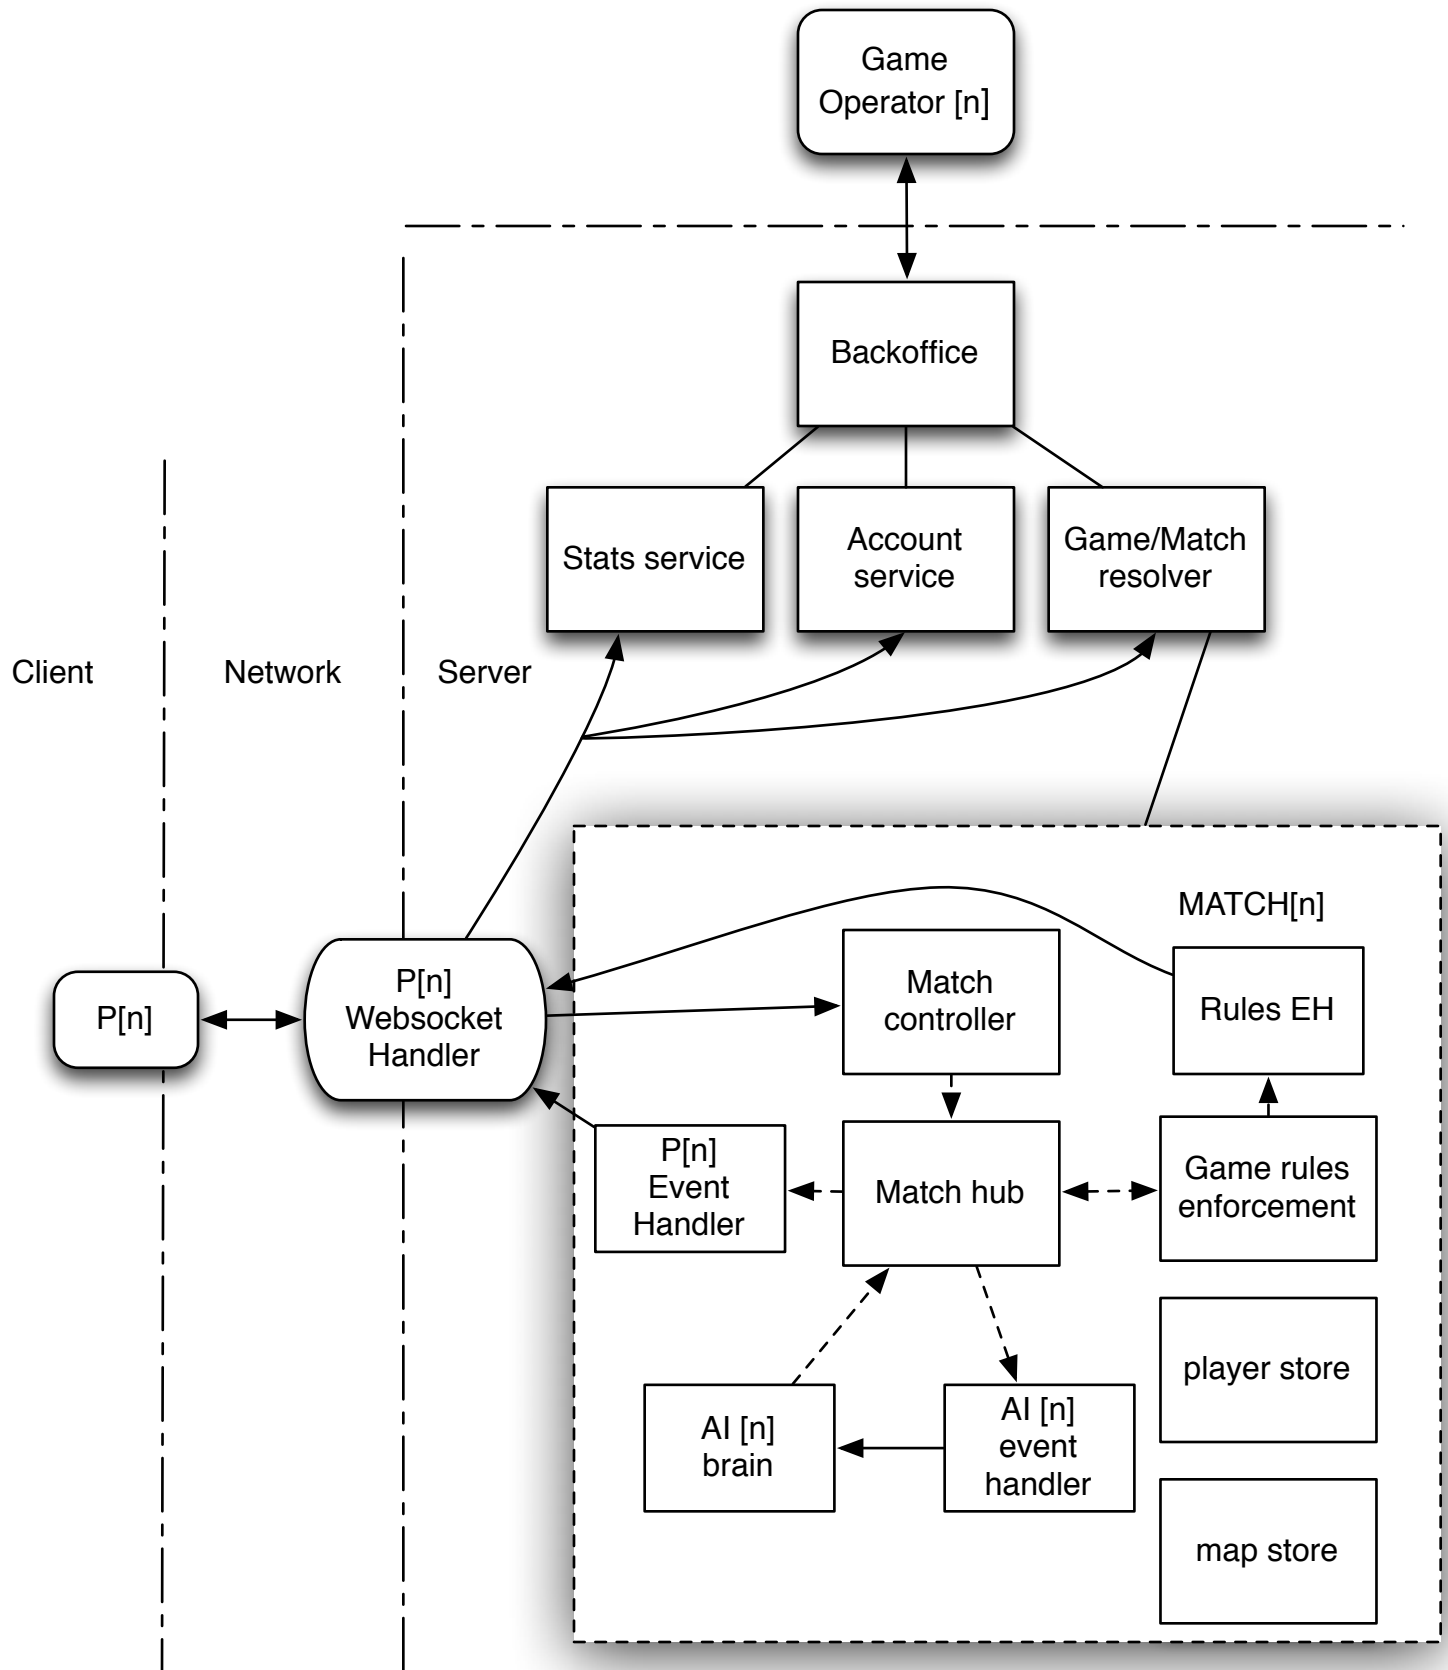 Game
Operator [n]
Backoffice
Stats service
Account
service
Game/Match
resolver
Client
Network
Server
MATCH[n]
P[n]
P[n]
Websocket
Handler
Match
controller
Rules EH
P[n]
Event
Handler
Match hub
Game rules
enforcement
player store
AI [n]
brain
AI [n]
event
handler
map store